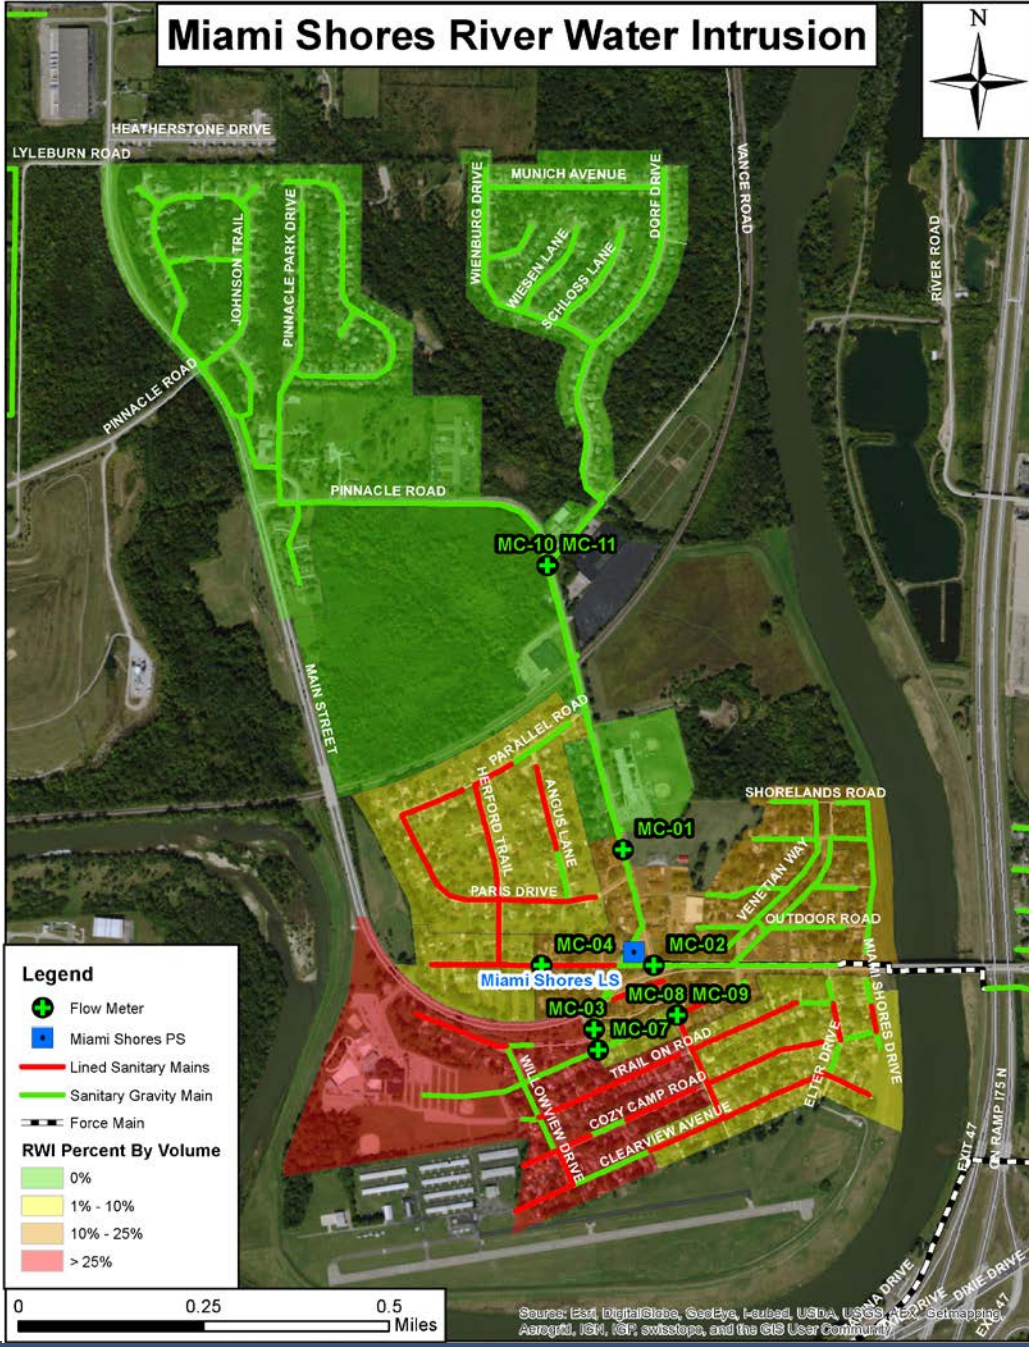 Miami Shores River Water Intrusion
N
HEATHERSTONE DRIVE
LYLEBURN ROAD
MUNICH AVENUE
WIENBURG DRIVE
DORF DRIVE
VANCE ROAD
JOHNSON TRAIL
PINNACLE PARK DRIVE
WIESEN LANE
SCHLOSS LANE
RIVER ROAD
PINNACLE ROAD
PINNACLE ROAD
MC-10 MC-11
MAIN STREET
PARALLEL ROAD
HERFORD TRAIL
ANGUS LANE
SHORELANDS ROAD
MC-01
VENETIAN WAY
PARIS DRIVE
OUTDOOR ROAD
MC-04
MC-02
Miami Shores LS
MIAMI SHORES DRIVE
MC-08 MC-09
MC-03
MC-07
TRAIL ON ROAD
WILLOWVIEW DRIVE
COZY CAMP ROAD
ELTER DRIVE
CLEARVIEW AVENUE
ON RAMP I75 N
EXIT 47
DIXIE DRIVE
DRIVE
EXIT 47
Legend
Flow Meter
Miami Shores PS
Lined Sanitary Mains
Sanitary Gravity Main
Force Main
RWI Percent By Volume
0%
1% - 10%
10% - 25%
> 25%
0 0.25 0.5
Miles
Source: Esri, DigitalGlobe, GeoEye, i-cubed, USDA, USGS, AEX, Getmapping,
Aerogrid, IGN, IGP, swisstopo, and the GIS User Community